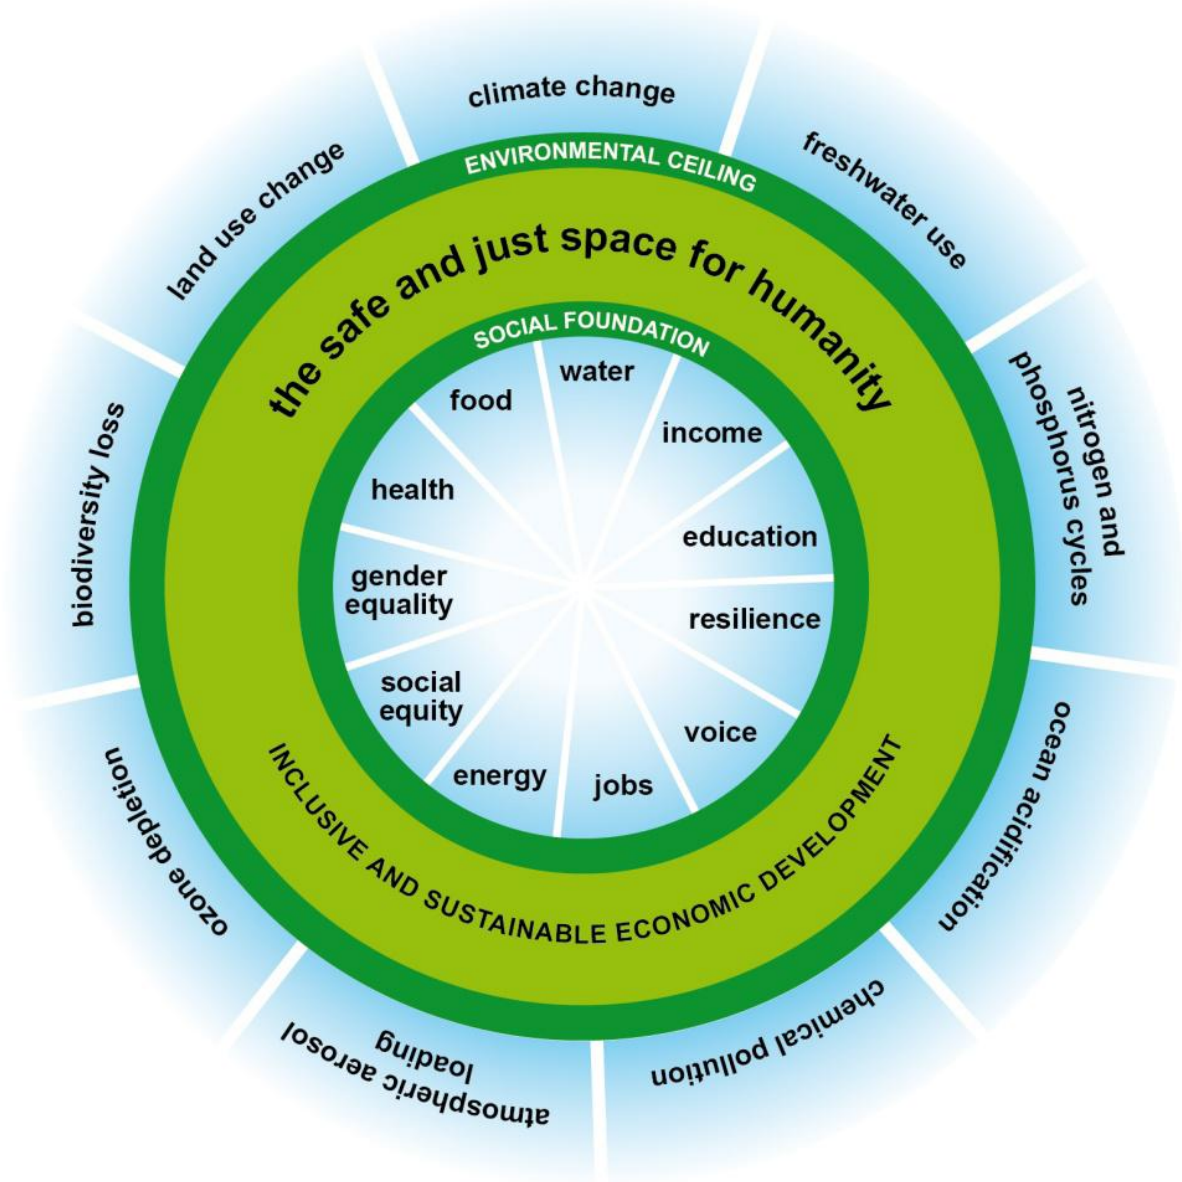 climate change
freshwater use
nitrogen and
phosphorus cycles
ocean acidification
chemical pollution
atmospheric aerosol
loading
ozone depletion
biodiversity loss
land use change
ENVIRONMENTAL CEILING
the safe and just space for humanity
SOCIAL FOUNDATION
water
income
education
resilience
voice
jobs
energy
social
equity
gender
equality
health
food
INCLUSIVE AND SUSTAINABLE ECONOMIC DEVELOPMENT